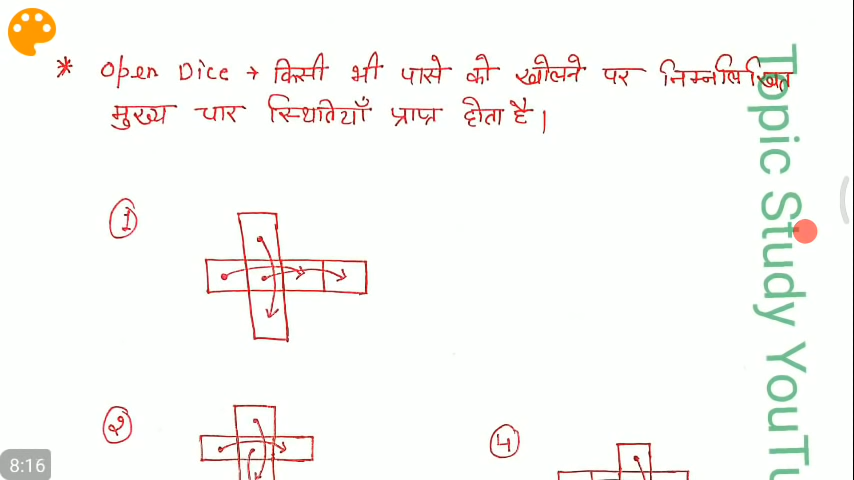 * Open Dice → किसी भी पासे को खोलने पर निम्नलिखित
मुख्य चार स्थितियाँ प्राप्त होता है।
①
②
④
8:16
Topic Study YouTu